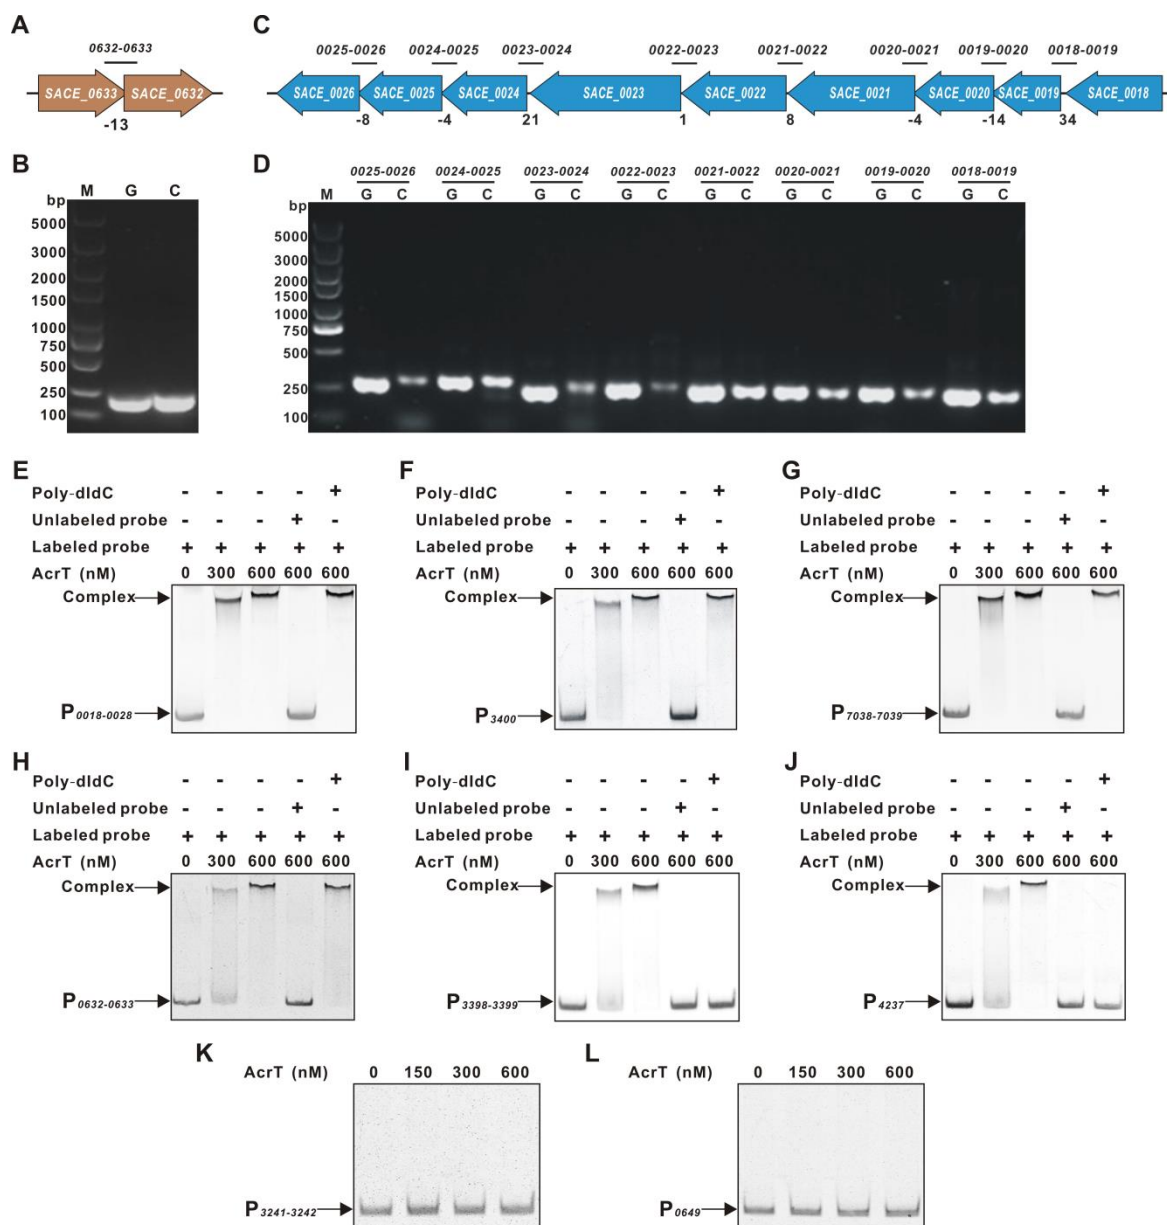 A
0632-0633
SACE_0633 SACE_0632
-13
C
0025-0026 0024-0025 0023-0024 0022-0023 0021-0022 0020-0021 0019-0020 0018-0019
SACE_0026 SACE_0025 SACE_0024 SACE_0023 SACE_0022 SACE_0021 SACE_0020 SACE_0019 SACE_0018
-8 -4 21 1 8 -4 -14 34
B
M G C
bp
5000
3000
2000
1500
1000
750
500
250
100
D
0025-0026 0024-0025 0023-0024 0022-0023 0021-0022 0020-0021 0019-0020 0018-0019
M G C G C G C G C G C G C G C G C
bp
5000
3000
2000
1500
1000
750
500
250
100
E
Poly-dIdC - - - - +
Unlabeled probe - - - + -
Labeled probe + + + + +
AcrT (nM) 0 300 600 600 600
Complex
P0018-0028
F
Poly-dIdC - - - - +
Unlabeled probe - - - + -
Labeled probe + + + + +
AcrT (nM) 0 300 600 600 600
Complex
P3400
G
Poly-dIdC - - - - +
Unlabeled probe - - - + -
Labeled probe + + + + +
AcrT (nM) 0 300 600 600 600
Complex
P7038-7039
H
Poly-dIdC - - - - +
Unlabeled probe - - - + -
Labeled probe + + + + +
AcrT (nM) 0 300 600 600 600
Complex
P0632-0633
I
Poly-dIdC - - - - +
Unlabeled probe - - - + -
Labeled probe + + + + +
AcrT (nM) 0 300 600 600 600
Complex
P3398-3399
J
Poly-dIdC - - - - +
Unlabeled probe - - - + -
Labeled probe + + + + +
AcrT (nM) 0 300 600 600 600
Complex
P4237
K
AcrT (nM) 0 150 300 600
P3241-3242
L
AcrT (nM) 0 150 300 600
P0649